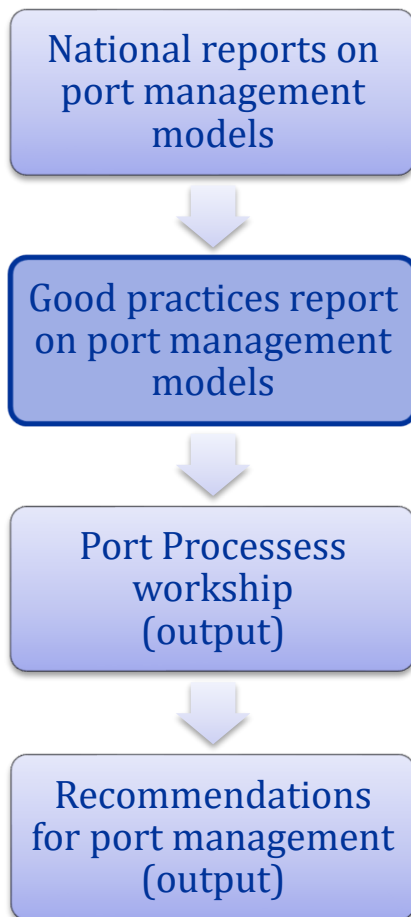 National reports on
port management
models
Good practices report
on port management
models
Port Processess
workship
(output)
Recommendations
for port management
(output)